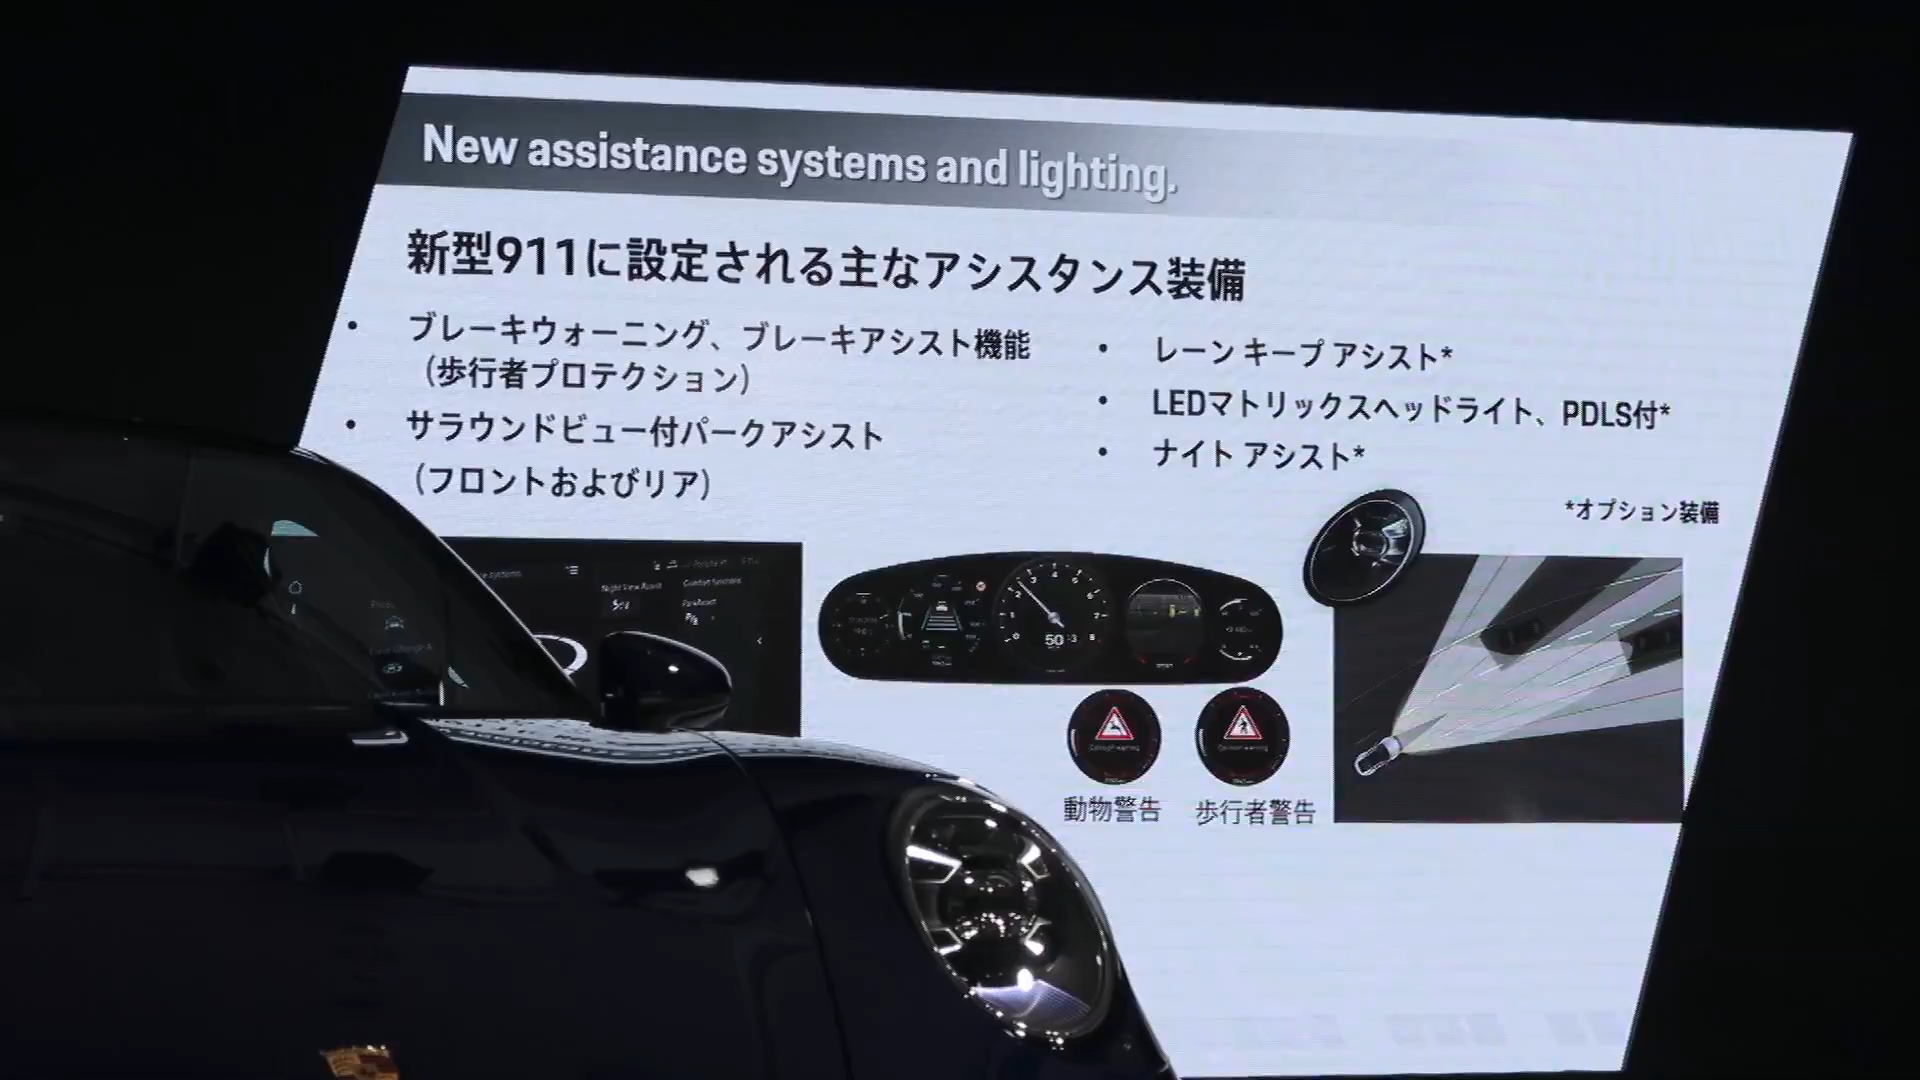 New assistance systems and lighting.
新型911に設定される主なアシスタンス装備
• ブレーキウォーニング、ブレーキアシスト機能
（歩行者プロテクション）
• サラウンドビュー付パークアシスト
（フロントおよびリア）
• レーン キープ アシスト*
• LEDマトリックスヘッドライト、PDLS付*
• ナイト アシスト*
*オプション装備
Night View Assist
Comfort functions
ParkAssist
50
動物警告
歩行者警告